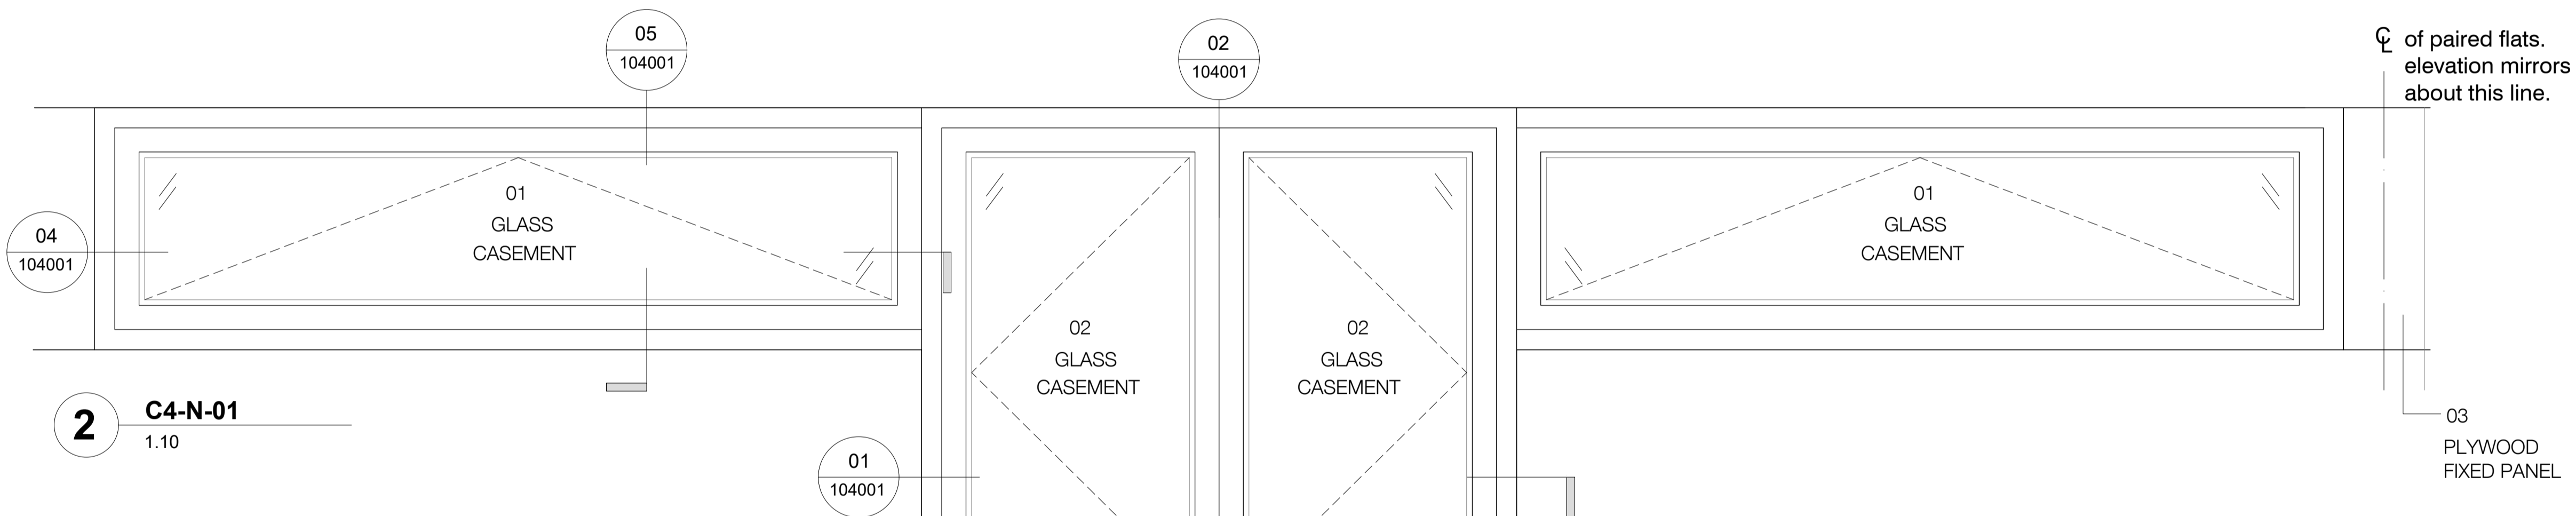 05
104001
02
104001
℄ of paired flats.
elevation mirrors
about this line.
01
GLASS
CASEMENT
01
GLASS
CASEMENT
04
104001
02
GLASS
CASEMENT
02
GLASS
CASEMENT
2
C4-N-01
1.10
01
104001
03
PLYWOOD
FIXED PANEL